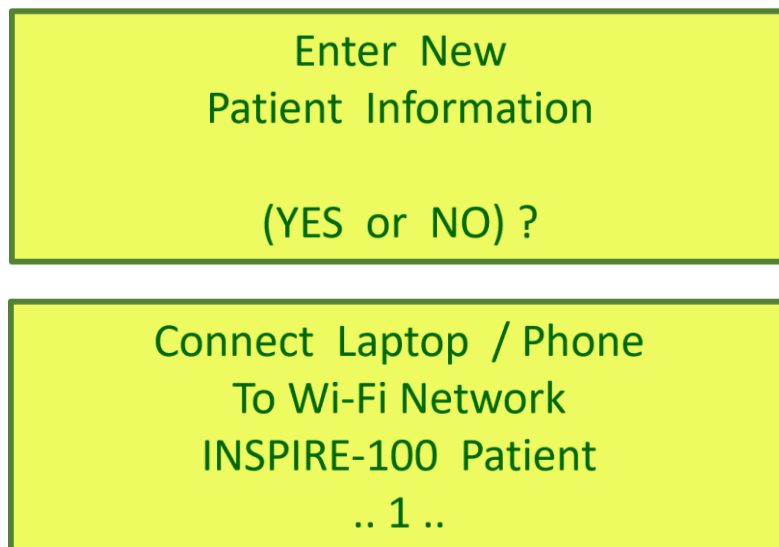 Enter New
Patient Information
(YES or NO) ?
Connect Laptop / Phone
To Wi-Fi Network
INSPIRE-100 Patient
.. 1 ..